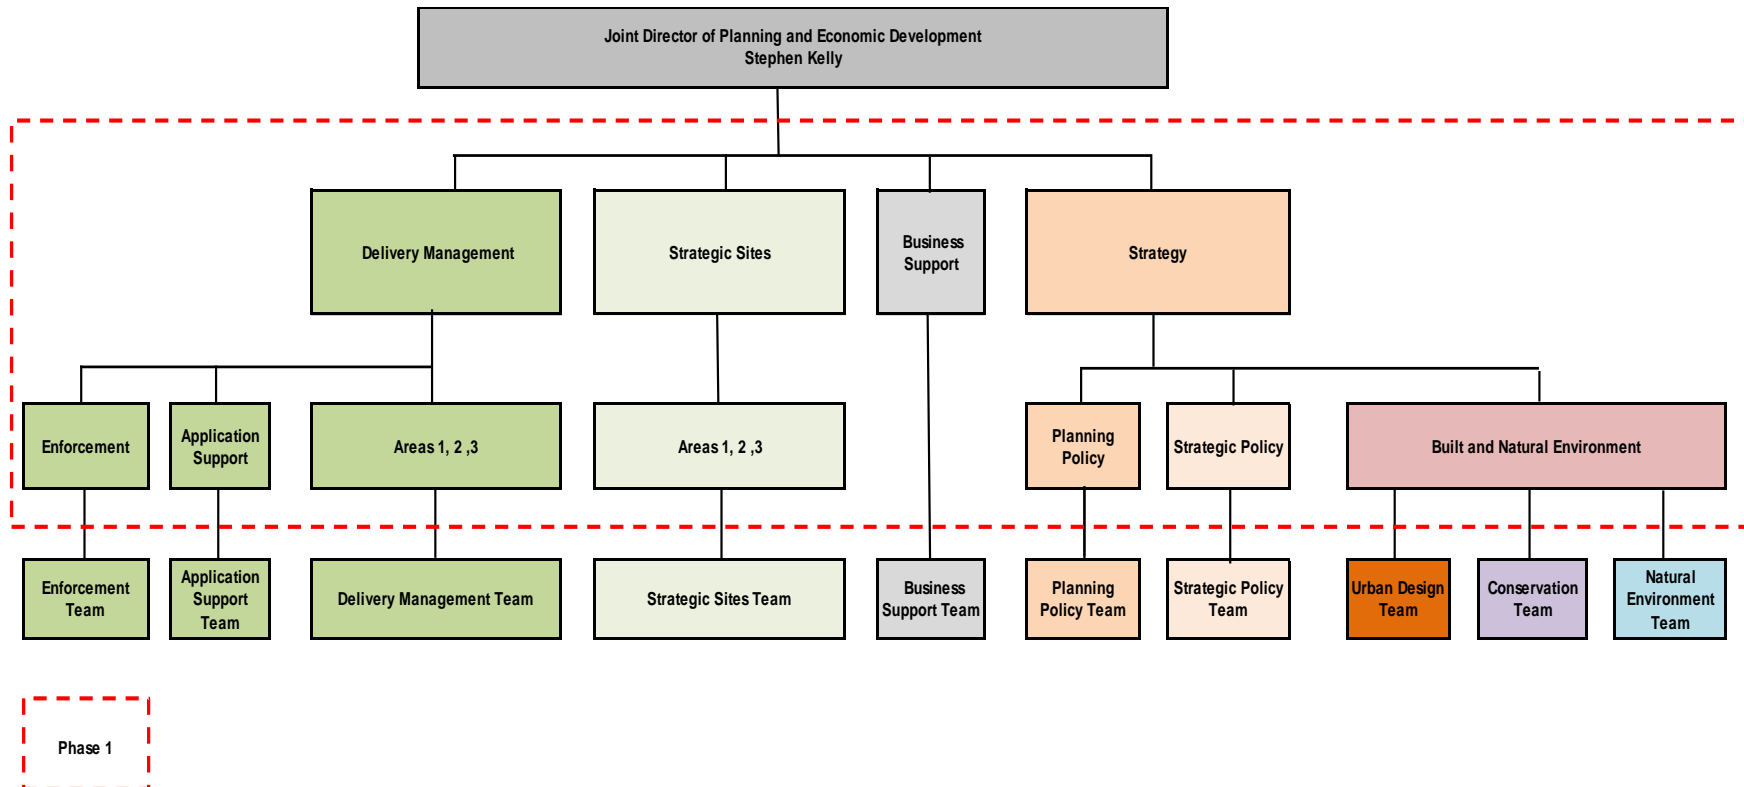 Joint Director of Planning and Economic Development
Stephen Kelly
Delivery Management
Strategic Sites
Business
Support
Strategy
Enforcement
Application
Support
Areas 1, 2 ,3
Areas 1, 2 ,3
Planning
Policy
Strategic Policy
Built and Natural Environment
Enforcement
Team
Application
Support
Team
Delivery Management Team
Strategic Sites Team
Business
Support Team
Planning
Policy Team
Strategic Policy
Team
Urban Design
Team
Conservation
Team
Natural
Environment
Team
Phase 1